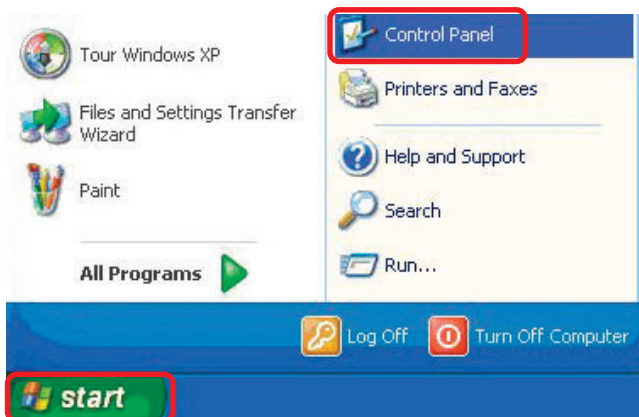 Tour Windows XP
Files and Settings Transfer
Wizard
Paint
All Programs
Control Panel
Printers and Faxes
Help and Support
Search
Run...
Log Off
Turn Off Computer
start